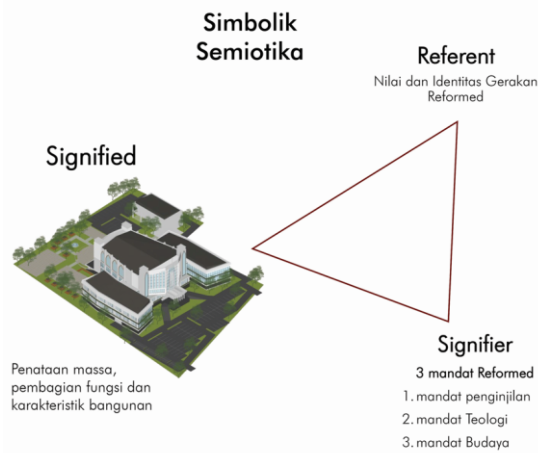 Simbolik
Semiotika
Referent
Nilai dan Identitas Gerakan
Reformed
Signified
Penataan massa,
pembagian fungsi dan
karakteristik bangunan
Signifier
3 mandat Reformed
1. mandat penginjilan
2. mandat Teologi
3. mandat Budaya